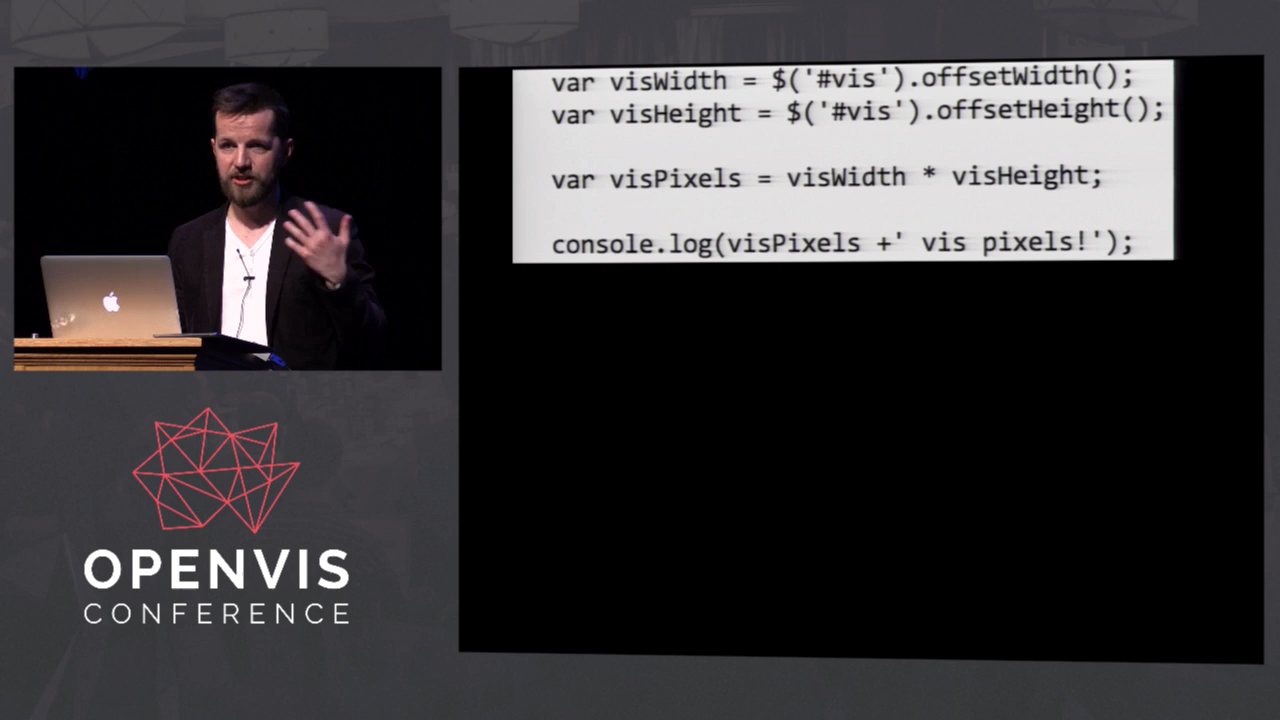 var visWidth = $('#vis').offsetWidth();
var visHeight = $('#vis').offsetHeight();
var visPixels = visWidth * visHeight;
console.log(visPixels +' vis pixels!');
OPENVIS
CONFERENCE